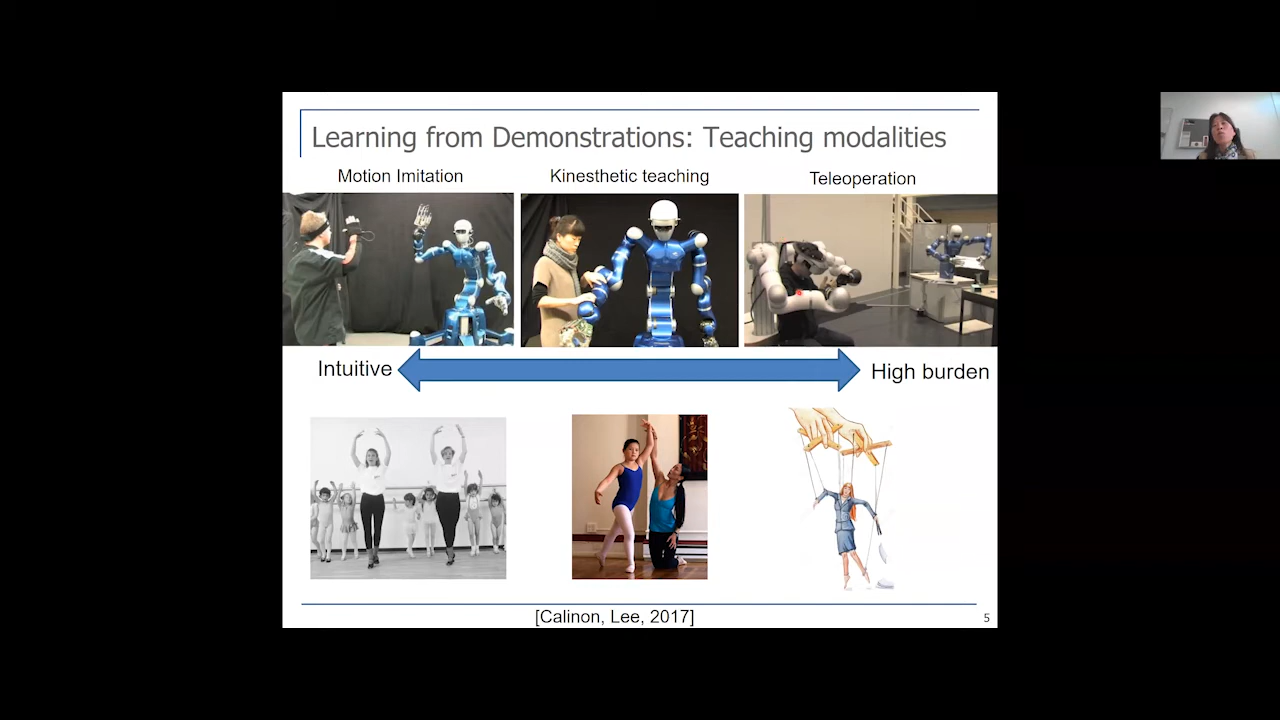 Learning from Demonstrations: Teaching modalities
Motion Imitation
Kinesthetic teaching
Teleoperation
Intuitive
High burden
[Calinon, Lee, 2017]
5